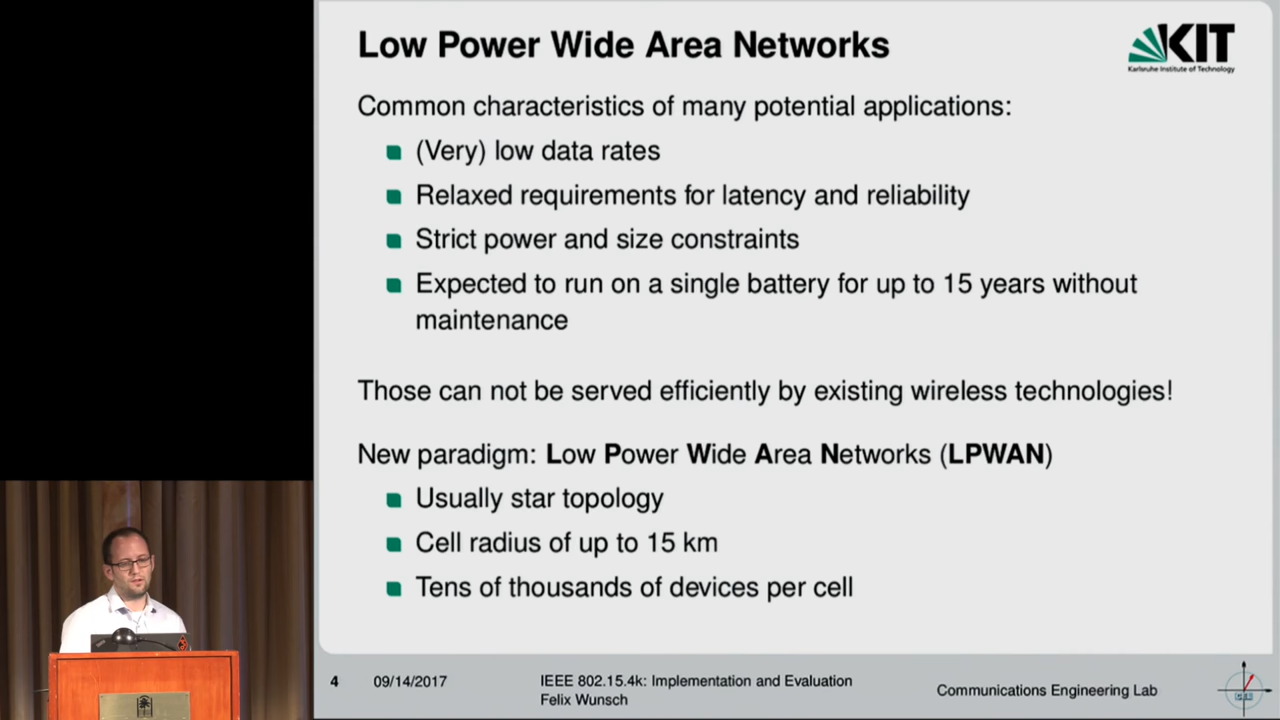 Low Power Wide Area Networks
KIT
Karlsruhe Institute of Technology
Common characteristics of many potential applications:
(Very) low data rates
Relaxed requirements for latency and reliability
Strict power and size constraints
Expected to run on a single battery for up to 15 years without
maintenance
Those can not be served efficiently by existing wireless technologies!
New paradigm: Low Power Wide Area Networks (LPWAN)
Usually star topology
Cell radius of up to 15 km
Tens of thousands of devices per cell
4 09/14/2017 IEEE 802.15.4k: Implementation and Evaluation
Felix Wunsch
Communications Engineering Lab
CEL